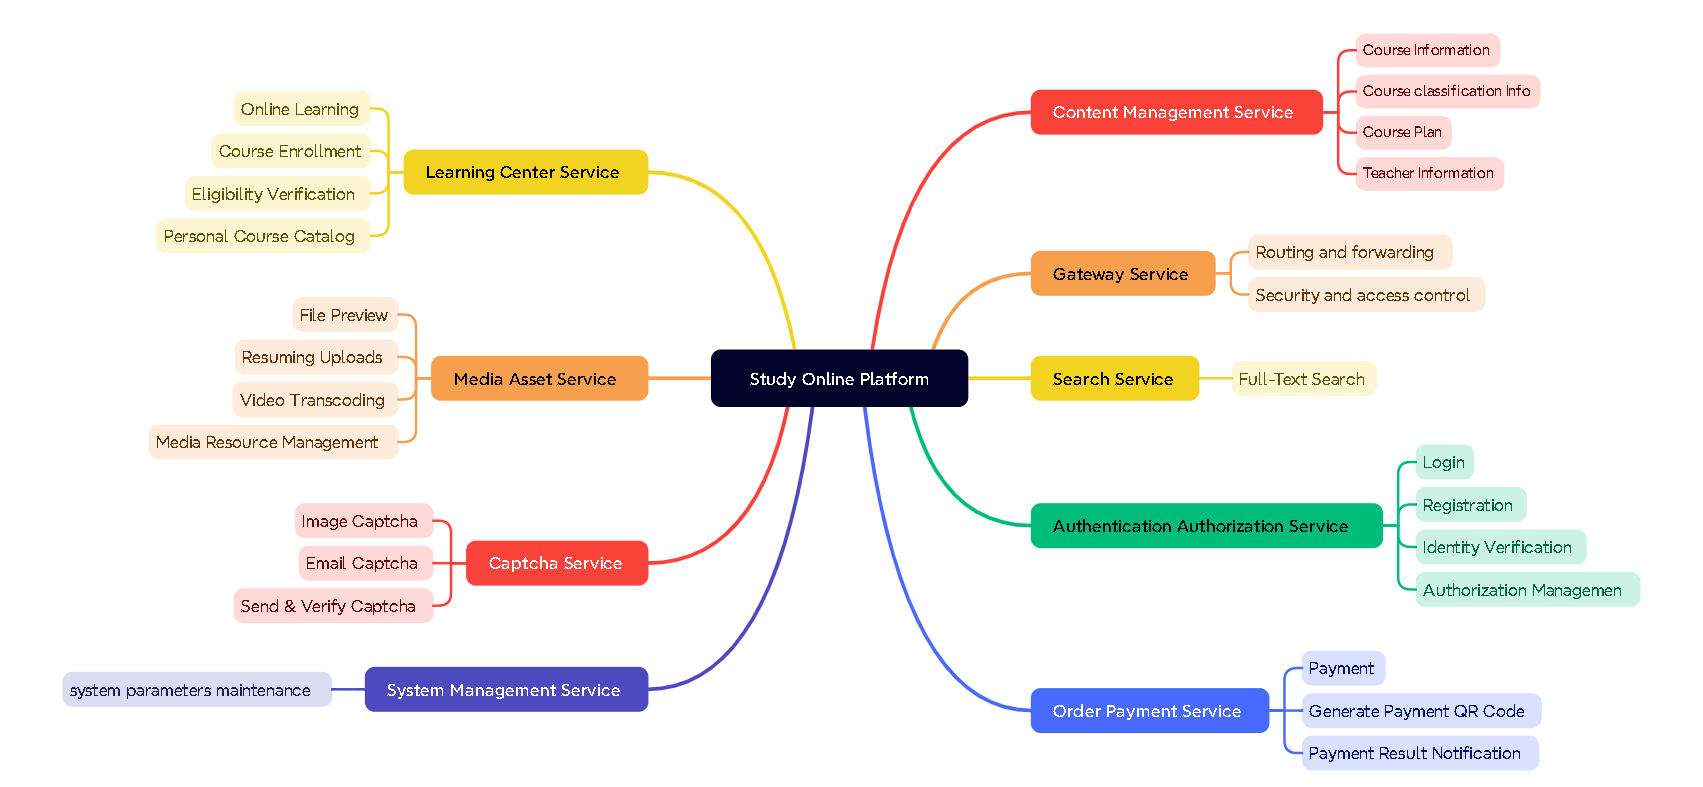 Study Online Platform
Learning Center Service
Online Learning
Course Enrollment
Eligibility Verification
Personal Course Catalog
Media Asset Service
File Preview
Resuming Uploads
Video Transcoding
Media Resource Management
Captcha Service
Image Captcha
Email Captcha
Send & Verify Captcha
System Management Service
system parameters maintenance
Content Management Service
Course Information
Course classification Info
Course Plan
Teacher Information
Gateway Service
Routing and forwarding
Security and access control
Search Service
Full-Text Search
Authentication Authorization Service
Login
Registration
Identity Verification
Authorization Managemen
Order Payment Service
Payment
Generate Payment QR Code
Payment Result Notification